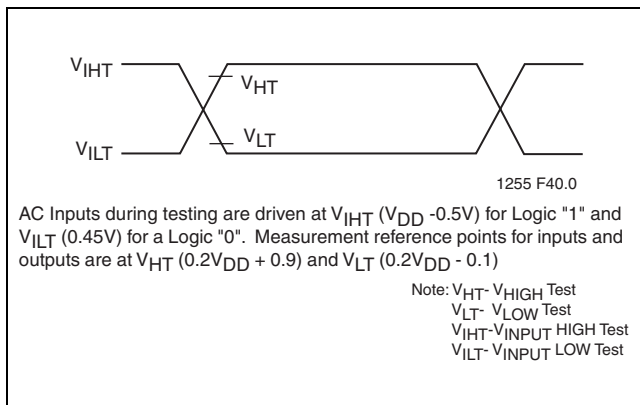 VIHT
VHT
VLT
VILT
1255 F40.0
AC Inputs during testing are driven at VIHT (VDD -0.5V) for Logic "1" and
VILT (0.45V) for a Logic "0". Measurement reference points for inputs and
outputs are at VHT (0.2VDD + 0.9) and VLT (0.2VDD - 0.1)
Note: VHT- VHIGH Test
VLT- VLOW Test
VIHT-VINPUT HIGH Test
VILT- VINPUT LOW Test